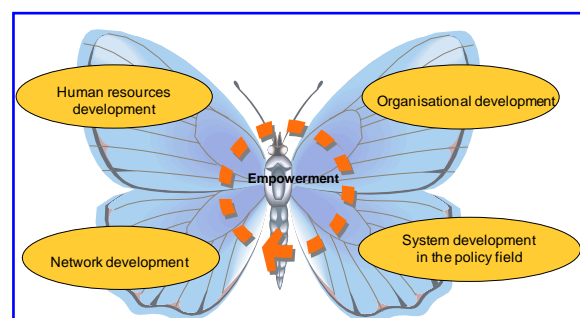 Human resources
development
Organisational development
Empowerment
Network development
System development
in the policy field